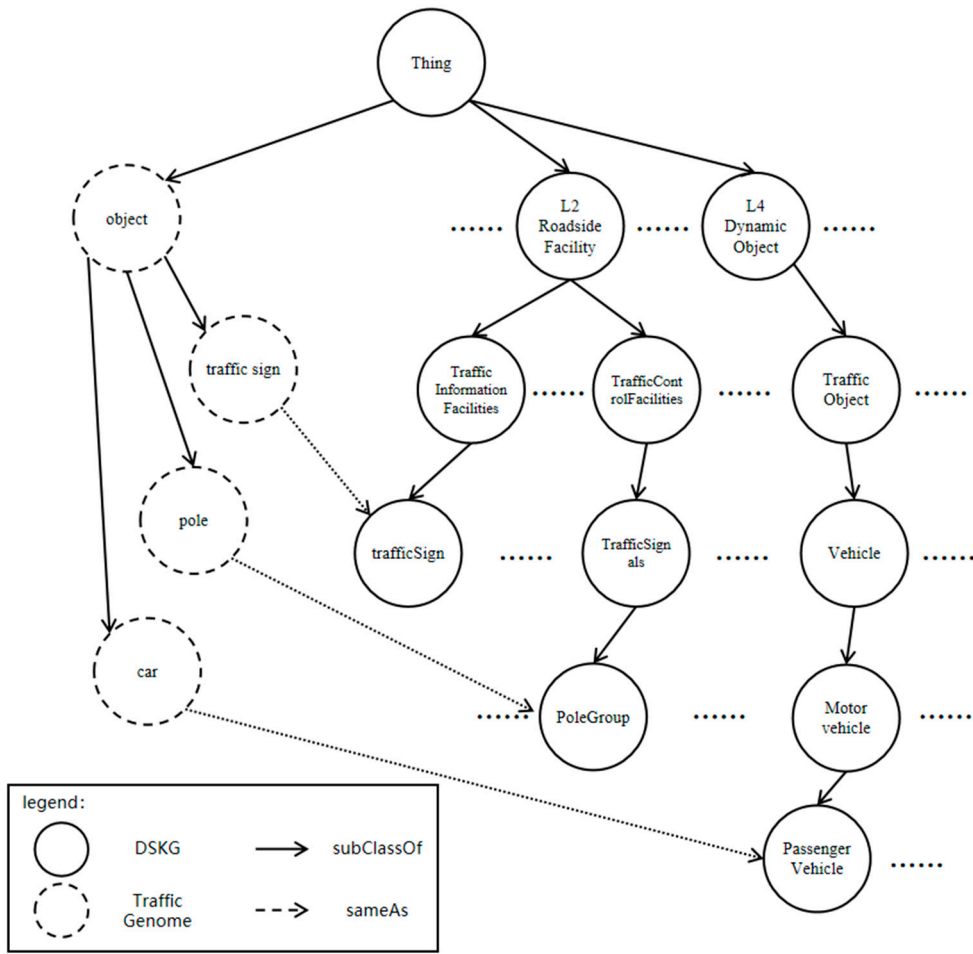 Thing
object
L2
Roadside
Facility
L4
Dynamic
Object
......
......
......
traffic sign
Traffic
Information
Facilities
......
TrafficCont
rolFacilities
......
Traffic
Object
......
pole
trafficSign
......
TrafficSign
als
......
Vehicle
......
car
......
PoleGroup
......
Motor
vehicle
......
Passenger
Vehicle
......
legend:
DSKG
subClassOf
Traffic
Genome
sameAs